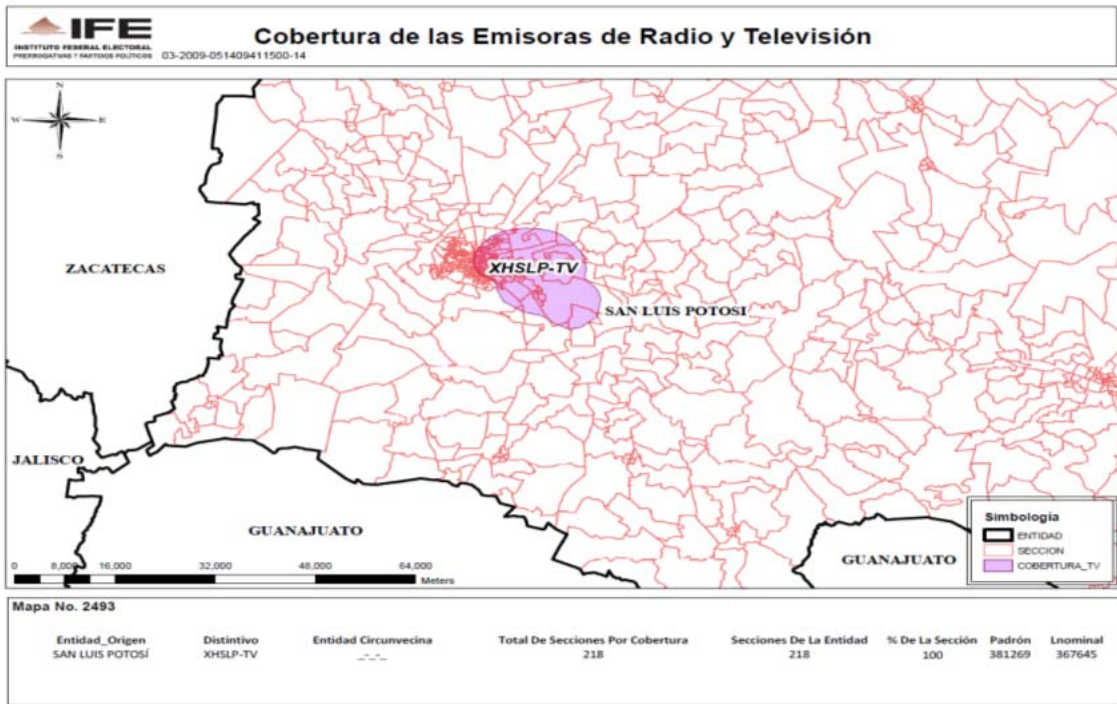 IFE
INSTITUTO FEDERAL ELECTORAL
PRERROGATIVAS Y PARTIDOS POLÍTICOS
03-2009-051409411500-14
Cobertura de las Emisoras de Radio y Televisión
N
W E
S
ZACATECAS
XHSLP-TV
SAN LUIS POTOSI
JALISCO
GUANAJUATO
GUANAJUATO
Simbología
ENTIDAD
SECCION
COBERTURA_TV
0 8,000 16,000 32,000 48,000 64,000
Meters
Mapa No. 2493
Entidad_Origen Distintivo Entidad Circunvecina Total De Secciones Por Cobertura Secciones De La Entidad % De La Sección Padrón Lnominal
SAN LUIS POTOSÍ XHSLP-TV _-_-_ 218 218 100 381269 367645